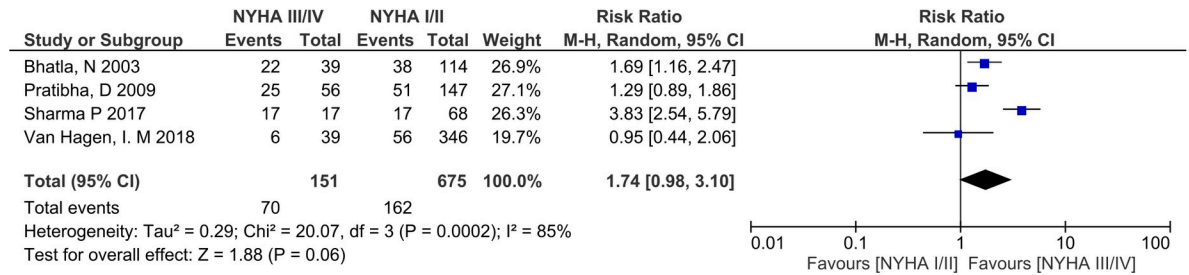 NYHA III/IV NYHA I/II Risk Ratio Risk Ratio
Study or Subgroup Events Total Events Total Weight M-H, Random, 95% CI M-H, Random, 95% CI
Bhatla, N 2003 22 39 38 114 26.9% 1.69 [1.16, 2.47]
Pratibha, D 2009 25 56 51 147 27.1% 1.29 [0.89, 1.86]
Sharma P 2017 17 17 17 68 26.3% 3.83 [2.54, 5.79]
Van Hagen, I. M 2018 6 39 56 346 19.7% 0.95 [0.44, 2.06]
Total (95% CI) 151 675 100.0% 1.74 [0.98, 3.10]
Total events 70 162
Heterogeneity: Tau² = 0.29; Chi² = 20.07, df = 3 (P = 0.0002); I² = 85%
Test for overall effect: Z = 1.88 (P = 0.06)
0.01 0.1 1 10 100
Favours [NYHA I/II] Favours [NYHA III/IV]